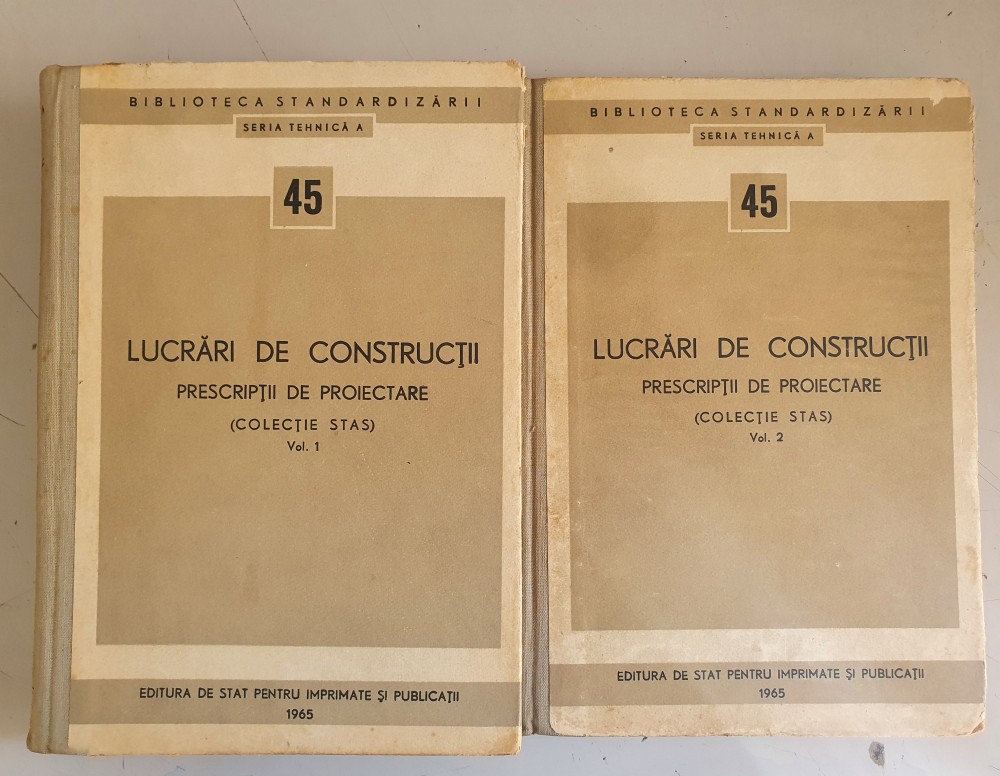 BIBLIOTECA STANDARDIZĂRII
SERIA TEHNICĂ A
45
LUCRĂRI DE CONSTRUCŢII
PRESCRIPŢII DE PROIECTARE
(COLECŢIE STAS)
Vol. 1
EDITURA DE STAT PENTRU IMPRIMATE ŞI PUBLICAŢII
1965
BIBLIOTECA STANDARDIZĂRII
SERIA TEHNICĂ A
45
LUCRĂRI DE CONSTRUCŢII
PRESCRIPŢII DE PROIECTARE
(COLECŢIE STAS)
Vol. 2
EDITURA DE STAT PENTRU IMPRIMATE ŞI PUBLICAŢII
1965